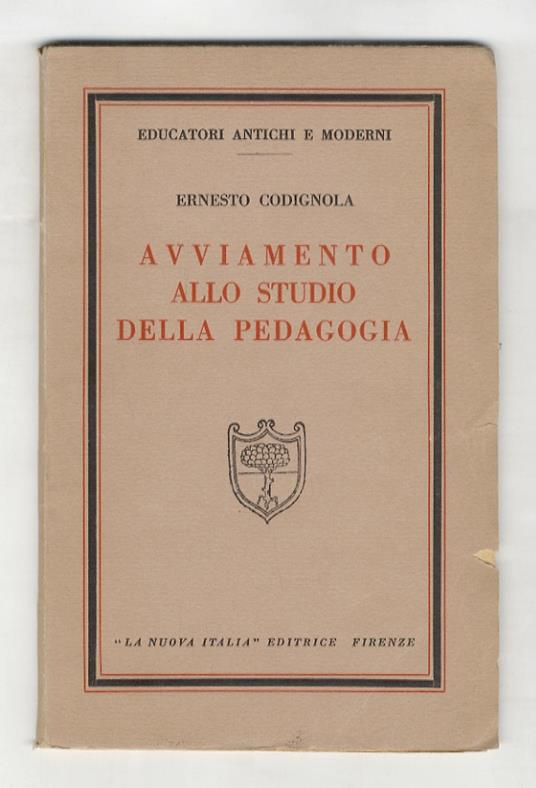 EDUCATORI ANTICHI E MODERNI
ERNESTO CODIGNOLA
AVVIAMENTO
ALLO STUDIO
DELLA PEDAGOGIA
"LA NUOVA ITALIA" EDITRICE FIRENZE